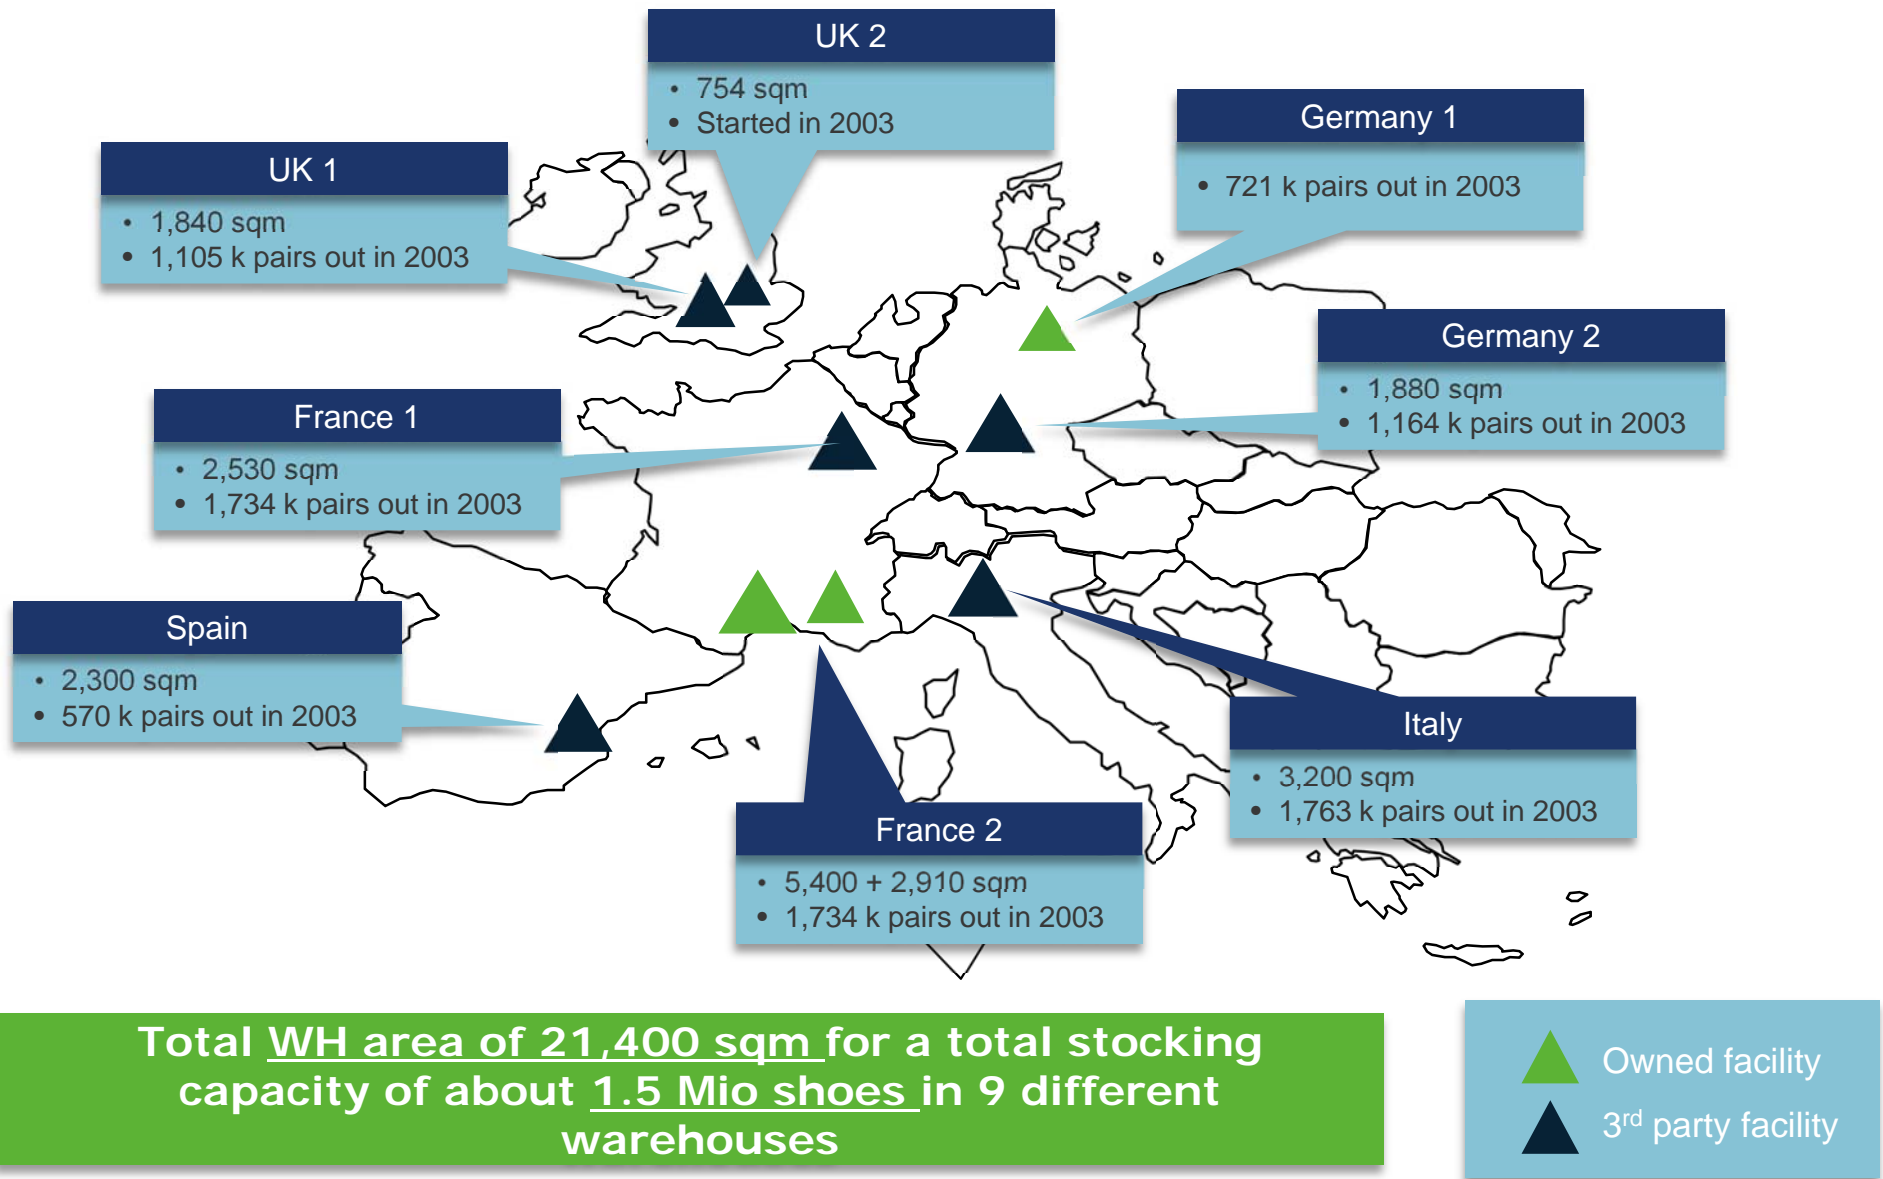 UK 2
• 754 sqm
• Started in 2003
Germany 1
• 721 k pairs out in 2003
UK 1
• 1,840 sqm
• 1,105 k pairs out in 2003
Germany 2
• 1,880 sqm
• 1,164 k pairs out in 2003
France 1
• 2,530 sqm
• 1,734 k pairs out in 2003
Spain
• 2,300 sqm
• 570 k pairs out in 2003
Italy
• 3,200 sqm
• 1,763 k pairs out in 2003
France 2
• 5,400 + 2,910 sqm
• 1,734 k pairs out in 2003
Total WH area of 21,400 sqm for a total stocking
capacity of about 1.5 Mio shoes in 9 different
warehouses
Owned facility
3rd party facility